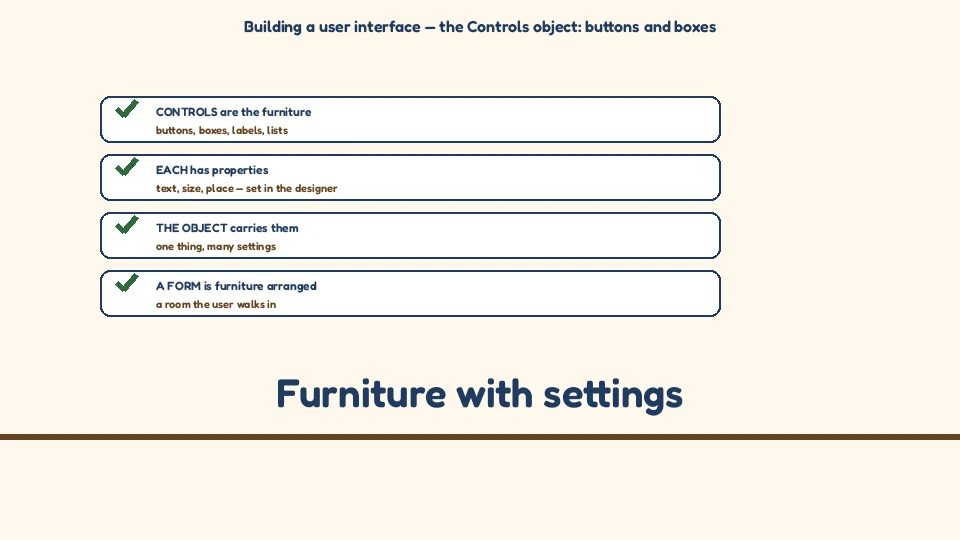 Building a user interface — the Controls object: buttons and boxes
CONTROLS are the furniture
buttons, boxes, labels, lists
EACH has properties
text, size, place — set in the designer
THE OBJECT carries them
one thing, many settings
A FORM is furniture arranged
a room the user walks in
Furniture with settings